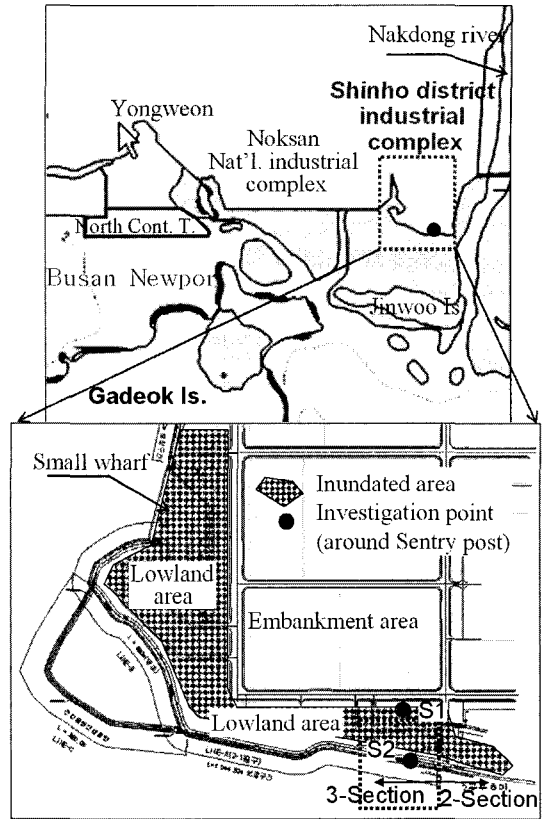 Nakdong river
Shinho district
industrial
complex
Yongweon
Noksan
Nat'l. industrial
complex
North Cont. T.
Busan Newpor
Jinwoo Is
Gadeok Is.
Small wharf
Inundated area
Investigation point
(around Sentry post)
Lowland
area
Embankment area
Lowland area
S1
S2
3-Section
2-Section